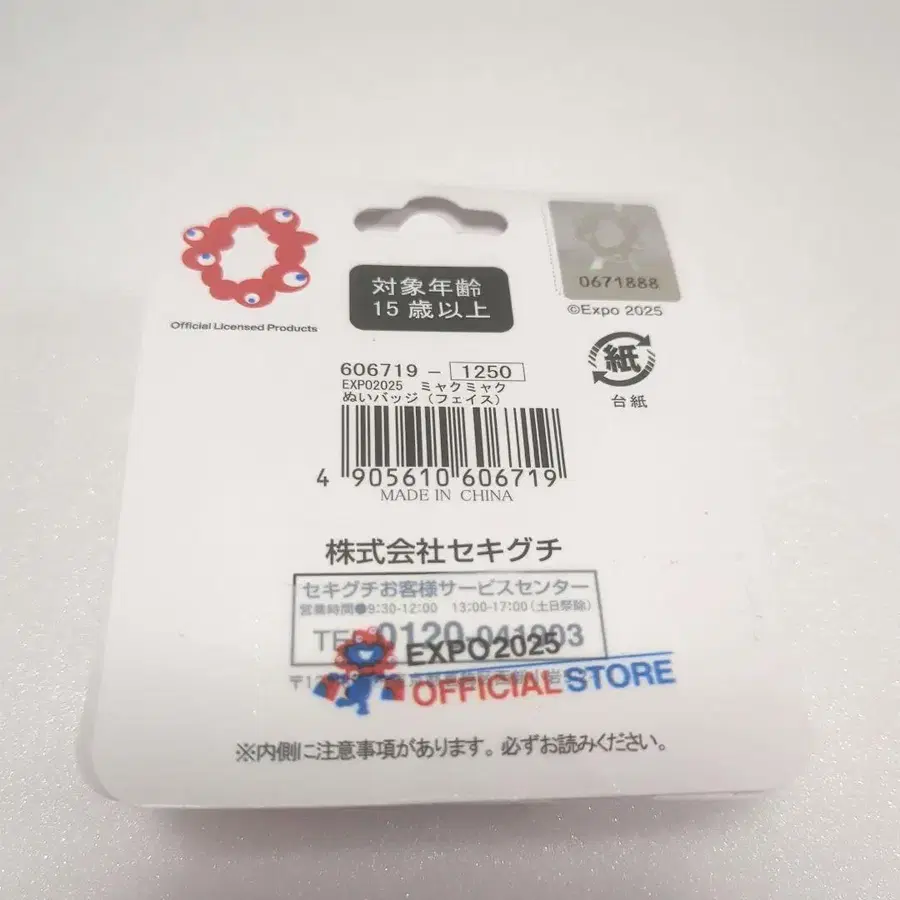 Official Licensed Products
対象年齢
15歳以上
0671888
©Expo 2025
紙
台紙
606719 - 1250
EXPO2025 ミャクミャク
ぬいバッジ（フェイス）
4 905610 606719
MADE IN CHINA
株式会社セキグチ
セキグチお客様サービスセンター
営業時間●9:30-12:00 13:00-17:00（土日祭除）
TEL 0120-041903
EXPO2025
OFFICIAL STORE
※内側に注意事項があります。必ずお読みください。